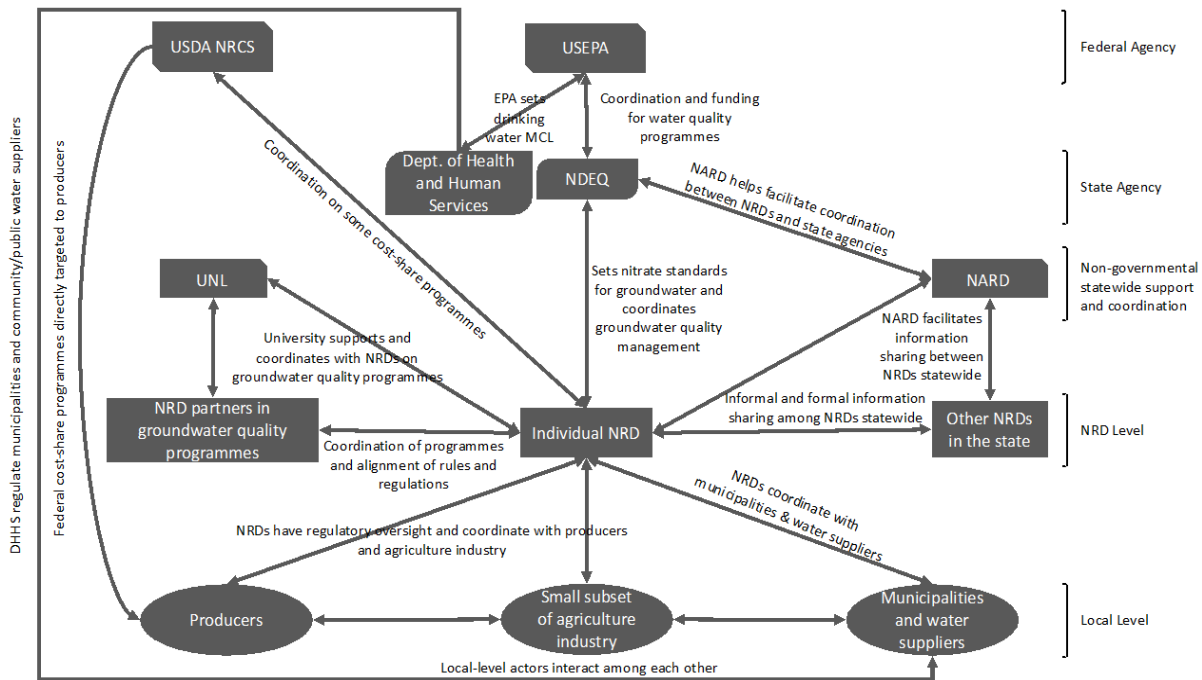 USDA NRCS
USEPA
Federal Agency
EPA sets
drinking
water MCL
Coordination and funding
for water quality
programmes
Dept. of Health
and Human
Services
NDEQ
State Agency
NARD helps facilitate coordination
between NRDs and state agencies
DHHS regulate municipalities and community/public water suppliers
Federal cost-share programmes directly targeted to producers
Coordination on some cost-share programmes
UNL
NARD
Non-governmental
statewide support
and coordination
Sets nitrate standards
for groundwater and
coordinates
groundwater quality
management
University supports and
coordinates with NRDs on
groundwater quality programmes
NARD facilitates
information
sharing between
NRDs statewide
NRD partners in
groundwater quality
programmes
Individual NRD
Informal and formal information
sharing among NRDs statewide
Other NRDs
in the state
NRD Level
Coordination of programmes
and alignment of rules and
regulations
NRDs coordinate with
municipalities & water suppliers
NRDs have regulatory oversight and coordinate with producers
and agriculture industry
Producers
Small subset
of agriculture
industry
Municipalities
and water
suppliers
Local Level
Local-level actors interact among each other